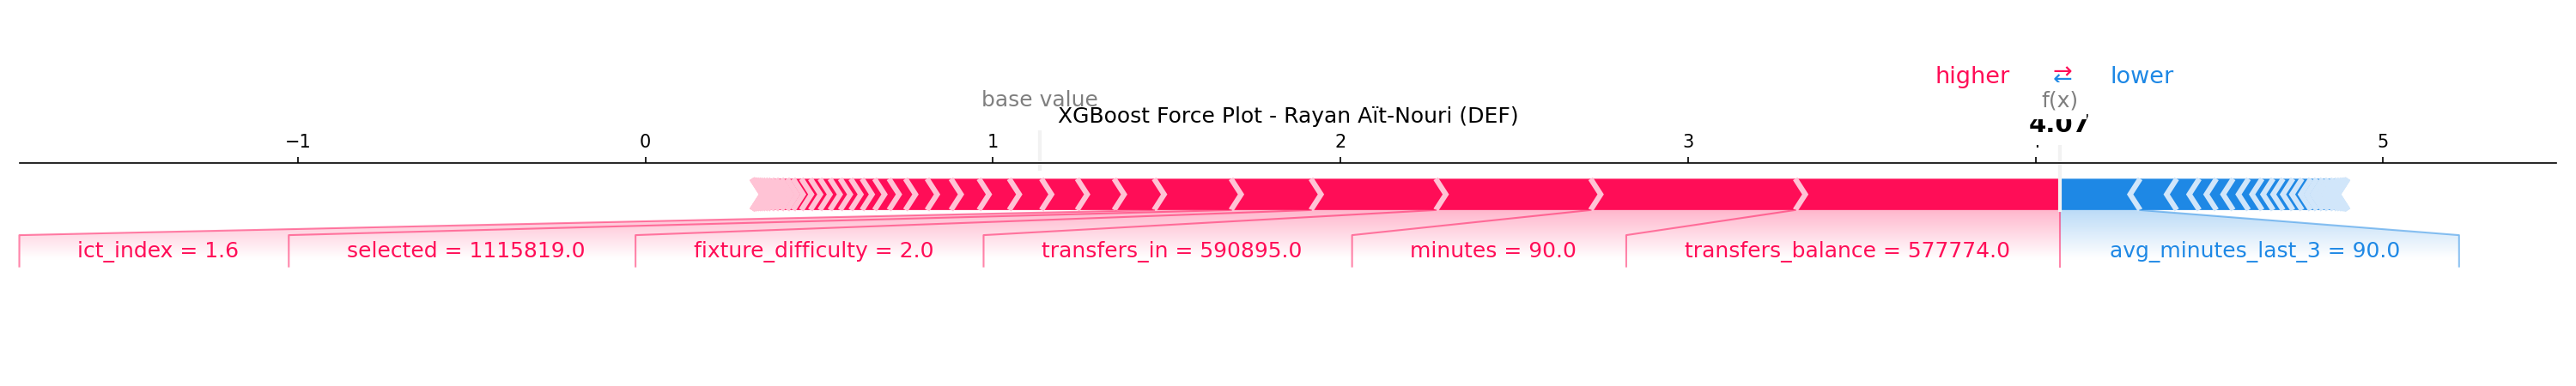 higher ⇄ lower
base value f(x)
XGBoost Force Plot - Rayan Aït-Nouri (DEF)
4.07
−1 0 1 2 3 5
ict_index = 1.6 selected = 1115819.0 fixture_difficulty = 2.0 transfers_in = 590895.0 minutes = 90.0 transfers_balance = 577774.0 avg_minutes_last_3 = 90.0